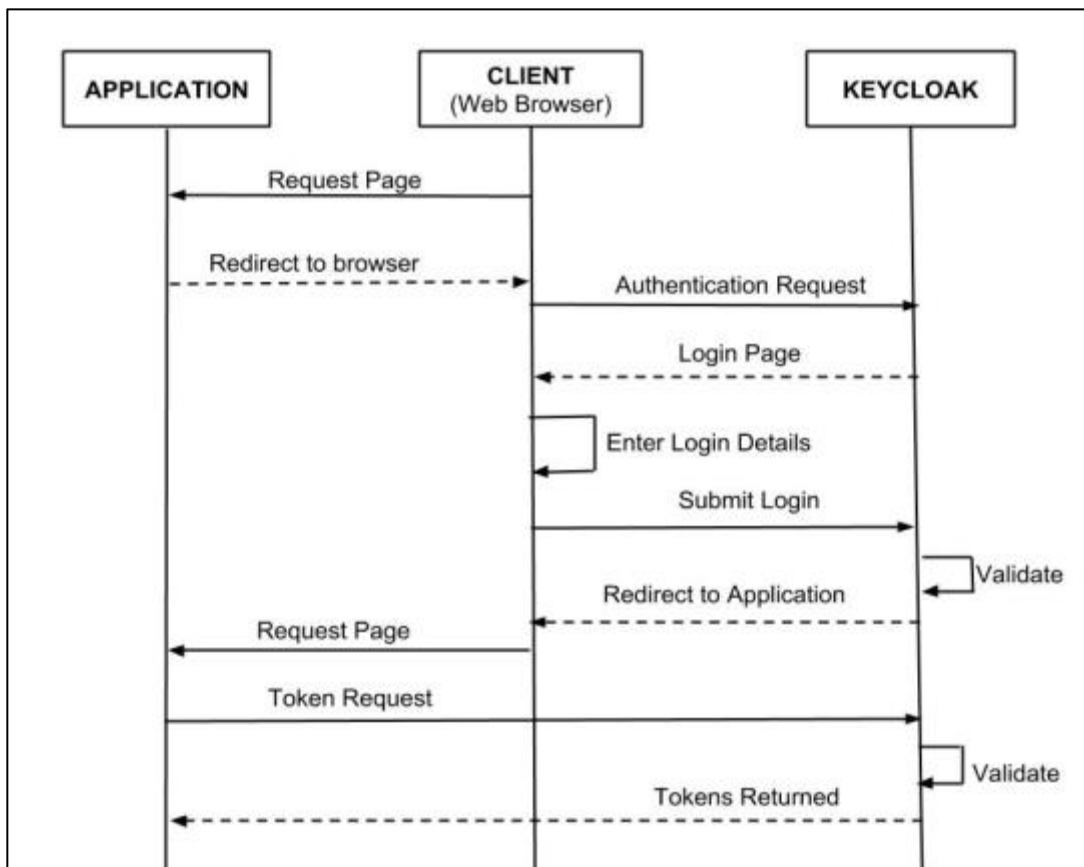 APPLICATION
CLIENT
(Web Browser)
KEYCLOAK
Request Page
Redirect to browser
Authentication Request
Login Page
Enter Login Details
Submit Login
Validate
Redirect to Application
Request Page
Token Request
Validate
Tokens Returned